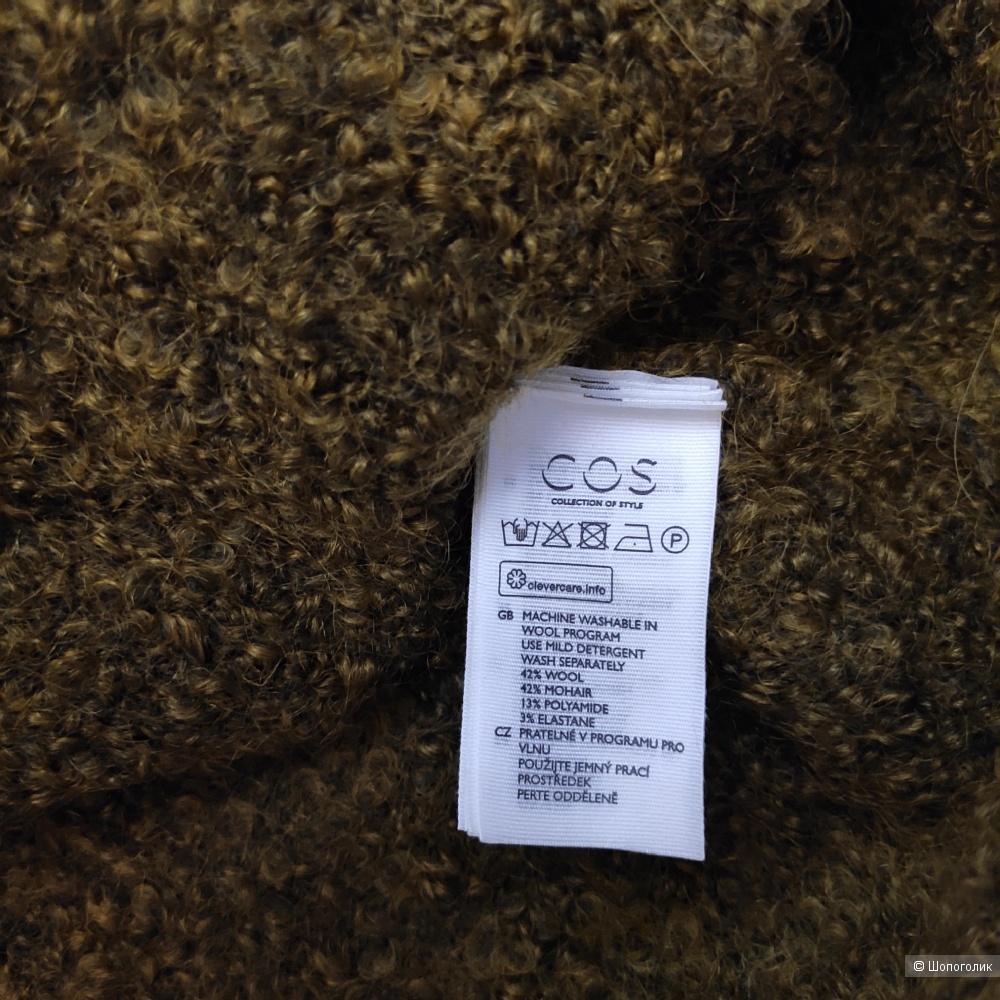 COS
COLLECTION OF STYLE
P
clevercare.info
GB MACHINE WASHABLE IN
WOOL PROGRAM
USE MILD DETERGENT
WASH SEPARATELY
42% WOOL
42% MOHAIR
13% POLYAMIDE
3% ELASTANE
CZ PRATELNÉ V PROGRAMU PRO
VLNU
POUŽIJTE JEMNÝ PRACÍ
PROSTŘEDEK
PERTE ODDĚLENĚ
© Шопоголик